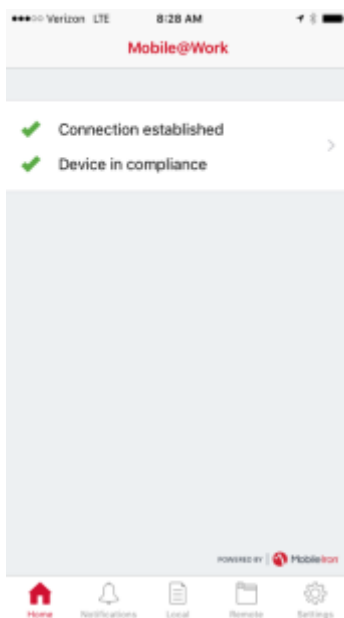 Verizon LTE 8:28 AM
Mobile@Work
Connection established
Device in compliance
POWERED BY MobileIron
Home Notifications Local Remote Settings